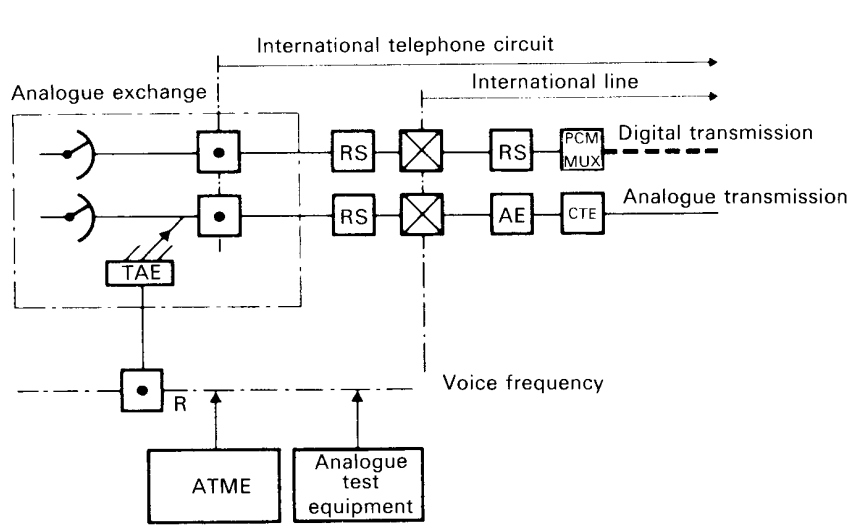 International telephone circuit
International line
Analogue exchange
RS
RS
PCM
MUX
Digital transmission
RS
AE
CTE
Analogue transmission
TAE
R
Voice frequency
ATME
Analogue
test
equipment